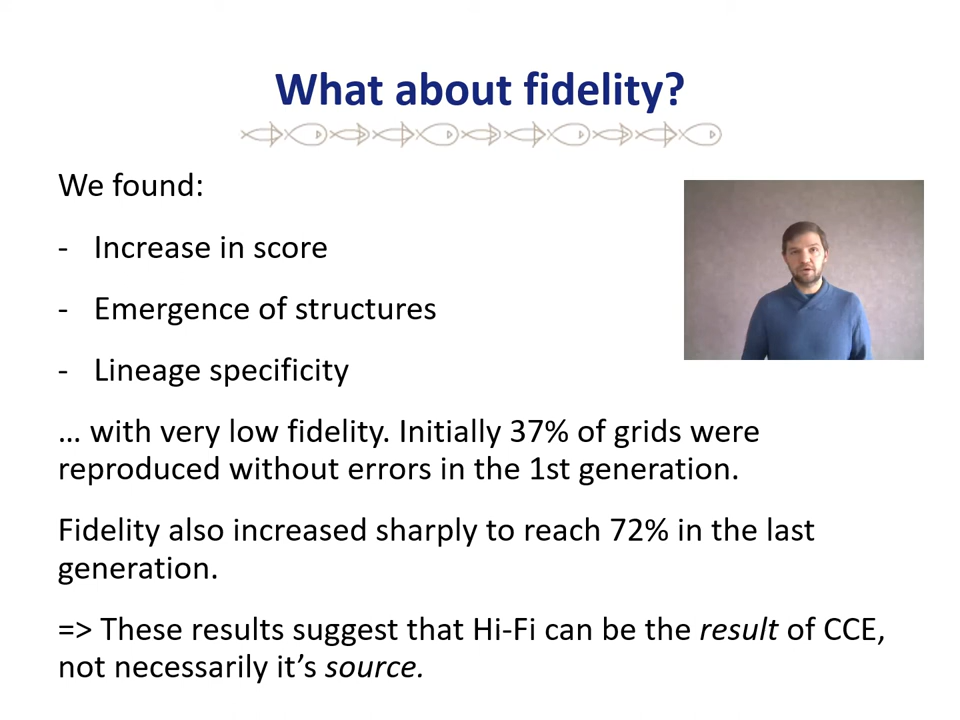 What about fidelity?
We found:
- Increase in score
- Emergence of structures
- Lineage specificity
… with very low fidelity. Initially 37% of grids were
reproduced without errors in the 1st generation.
Fidelity also increased sharply to reach 72% in the last
generation.
=> These results suggest that Hi-Fi can be the result of CCE,
not necessarily it’s source.